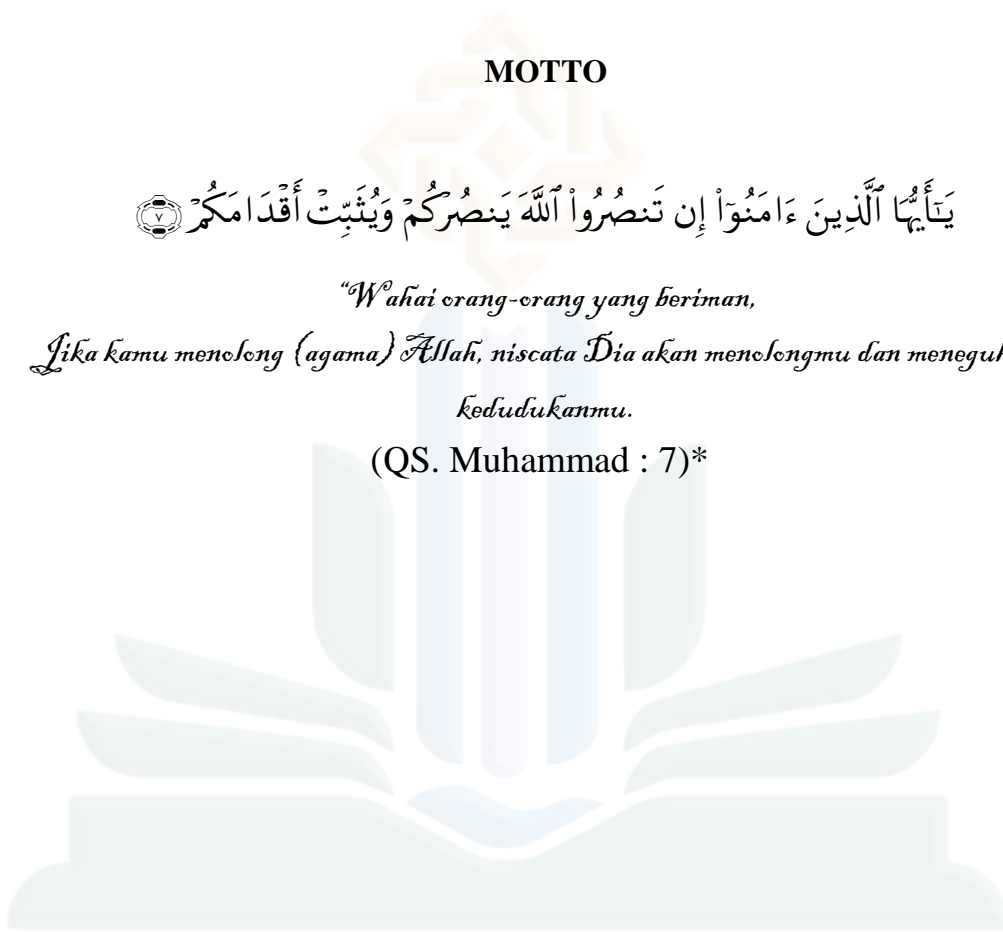 MOTTO
يَـٰٓأَيُّهَا ٱلَّذِينَ ءَامَنُوٓا۟ إِن تَنصُرُوا۟ ٱللَّهَ يَنصُرْكُمْ وَيُثَبِّتْ أَقْدَامَكُمْ ٧
“Wahai orang-orang yang beriman,
Jika kamu menolong (agama) Allah, niscata Dia akan menolongmu dan
kedudukanmu.
(QS. Muhammad : 7)*